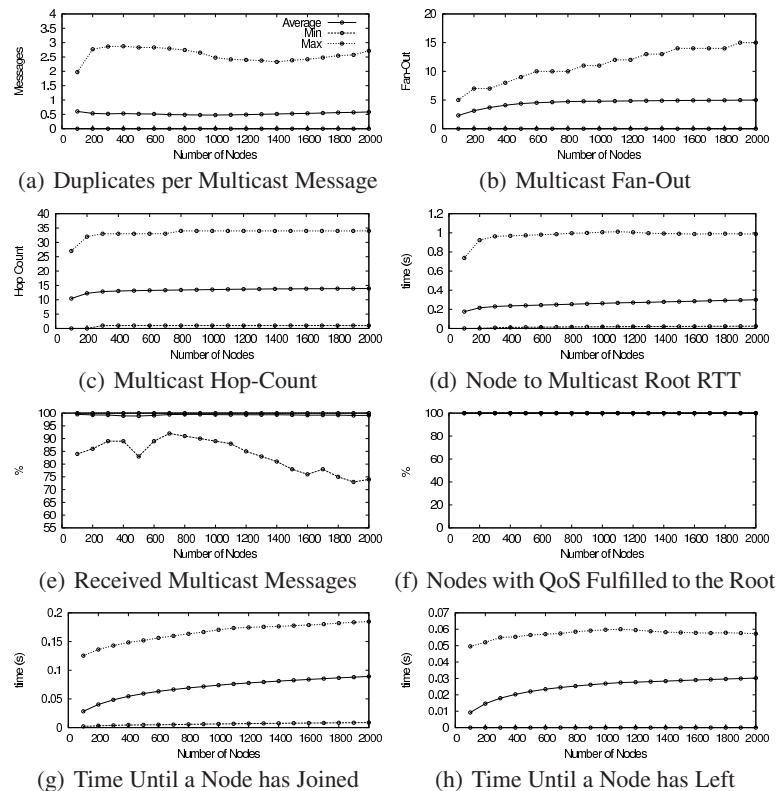 Average
Min
Max
Messages
4
3.5
3
2.5
2
1.5
1
0.5
0
0 200 400 600 800 1000 1200 1400 1600 1800 2000
Number of Nodes
(a) Duplicates per Multicast Message
Fan-Out
20
15
10
5
0
0 200 400 600 800 1000 1200 1400 1600 1800 2000
Number of Nodes
(b) Multicast Fan-Out
Hop Count
40
35
30
25
20
15
10
5
0
0 200 400 600 800 1000 1200 1400 1600 1800 2000
Number of Nodes
(c) Multicast Hop-Count
time (s)
1.2
1
0.8
0.6
0.4
0.2
0
0 200 400 600 800 1000 1200 1400 1600 1800 2000
Number of Nodes
(d) Node to Multicast Root RTT
%
100
95
90
85
80
75
70
65
60
55
0 200 400 600 800 1000 1200 1400 1600 1800 2000
Number of Nodes
(e) Received Multicast Messages
%
100
80
60
40
20
0
0 200 400 600 800 1000 1200 1400 1600 1800 2000
Number of Nodes
(f) Nodes with QoS Fulfilled to the Root
time (s)
0.2
0.15
0.1
0.05
0
0 200 400 600 800 1000 1200 1400 1600 1800 2000
Number of Nodes
(g) Time Until a Node has Joined
time (s)
0.07
0.06
0.05
0.04
0.03
0.02
0.01
0
0 200 400 600 800 1000 1200 1400 1600 1800 2000
Number of Nodes
(h) Time Until a Node has Left